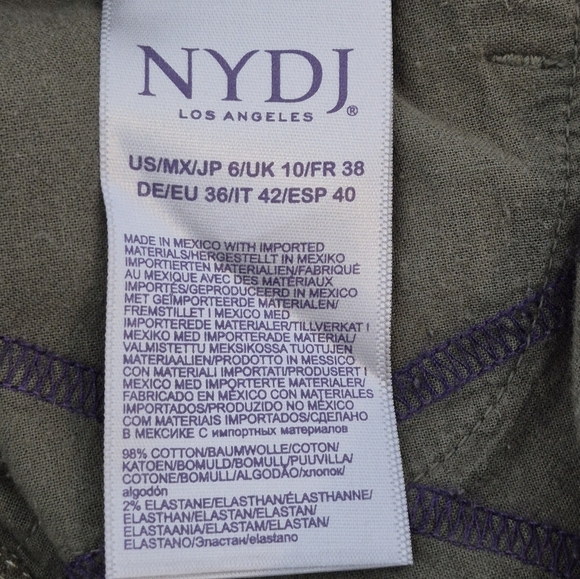 NYDJ®
LOS ANGELES
US/MX/JP 6/UK 10/FR 38
DE/EU 36/IT 42/ESP 40
MADE IN MEXICO WITH IMPORTED
MATERIALS/HERGESTELLT IN MEXIKO
IMPORTIERTEN MATERIALIEN/FABRIQUÉ
AU MEXIQUE AVEC DES MATÉRIAUX
IMPORTÉS/GEPRODUCEERD IN MEXICO
MET GEÏMPORTEERDE MATERIALEN/
FREMSTILLET I MEXICO MED
IMPORTEREDE MATERIALER/TILLVERKAT I
MEXIKO MED IMPORTERADE MATERIAL/
VALMISTETTU MEKSIKOSSA TUOTUJEN
MATERIAALIEN/PRODOTTO IN MESSICO
CON MATERIALI IMPORTATI/PRODUSERT I
MEXICO MED IMPORTERTE MATERIALER/
FABRICADO EN MÉXICO CON MATERIALES
IMPORTADOS/PRODUZIDO NO MÉXICO
COM MATERIAIS IMPORTADOS/СДЕЛАНО
В МЕКСИКЕ С импортных материалов
98% COTTON/BAUMWOLLE/COTON/
KATOEN/BOMULD/BOMULL/PUUVILLA/
COTONE/BOMULL/ALGODÃO/хлопок/
algodón
2% ELASTANE/ELASTHAN/ÉLASTHANNE/
ELASTHAN/ELASTAN/ELASTAN/
ELASTAANIA/ELASTAM/ELASTAN/
ELASTANO/Эластан/elastano